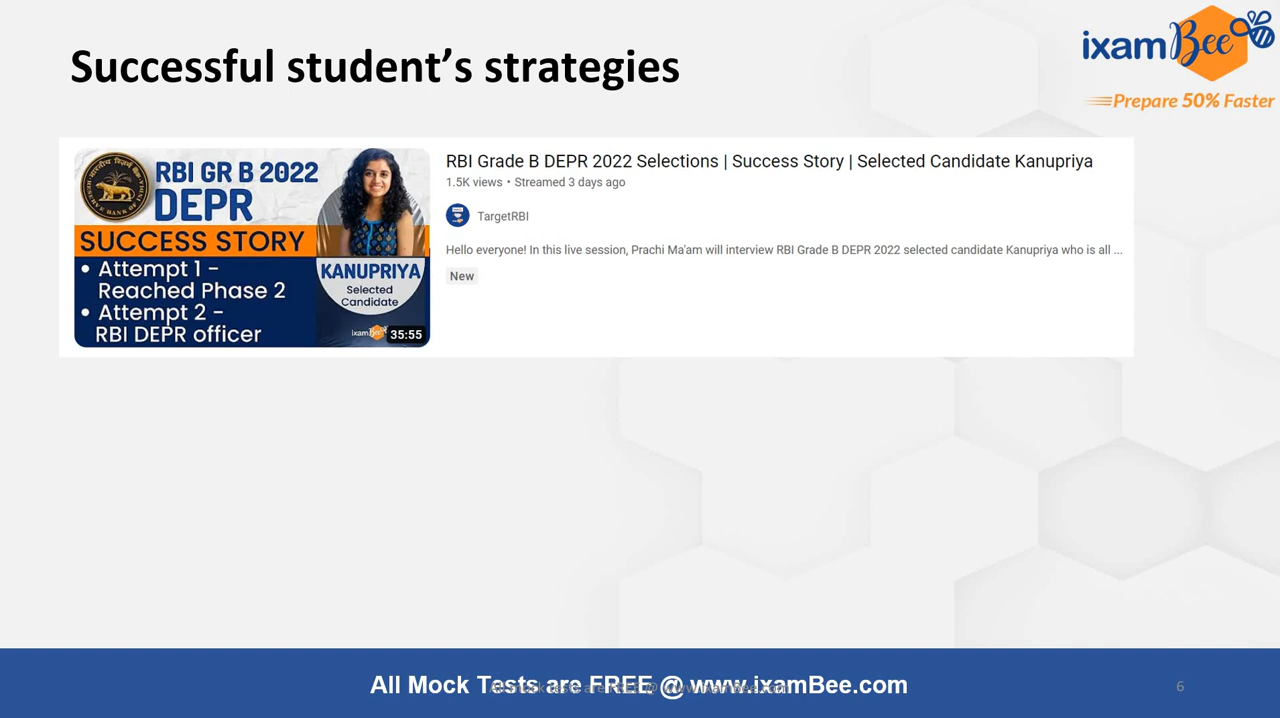 Successful student’s strategies
ixamBee
Prepare 50% Faster
RBI GR B 2022
DEPR
SUCCESS STORY
• Attempt 1 -
Reached Phase 2
• Attempt 2 -
RBI DEPR officer
KANUPRIYA
Selected
Candidate
ixamBee
35:55
RBI Grade B DEPR 2022 Selections | Success Story | Selected Candidate Kanupriya
1.5K views • Streamed 3 days ago
TargetRBI
Hello everyone! In this live session, Prachi Ma'am will interview RBI Grade B DEPR 2022 selected candidate Kanupriya who is all ...
New
All Mock Tests are FREE @ www.ixamBee.com
6